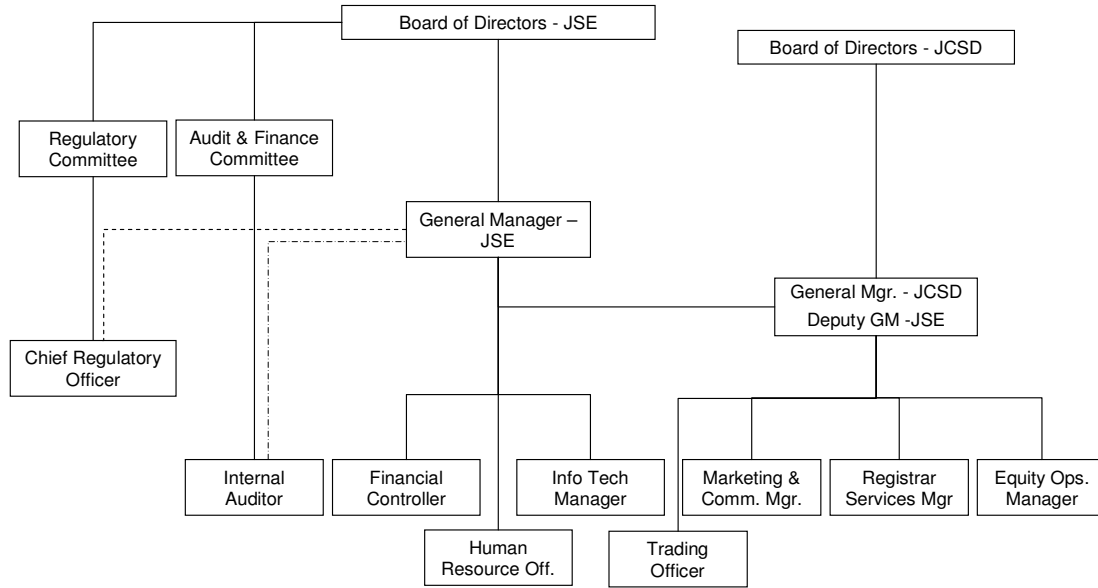 Board of Directors - JSE
Board of Directors - JCSD
Regulatory
Committee
Audit & Finance
Committee
General Manager –
JSE
General Mgr. - JCSD
Deputy GM -JSE
Chief Regulatory
Officer
Internal
Auditor
Financial
Controller
Info Tech
Manager
Marketing &
Comm. Mgr.
Registrar
Services Mgr
Equity Ops.
Manager
Human
Resource Off.
Trading
Officer